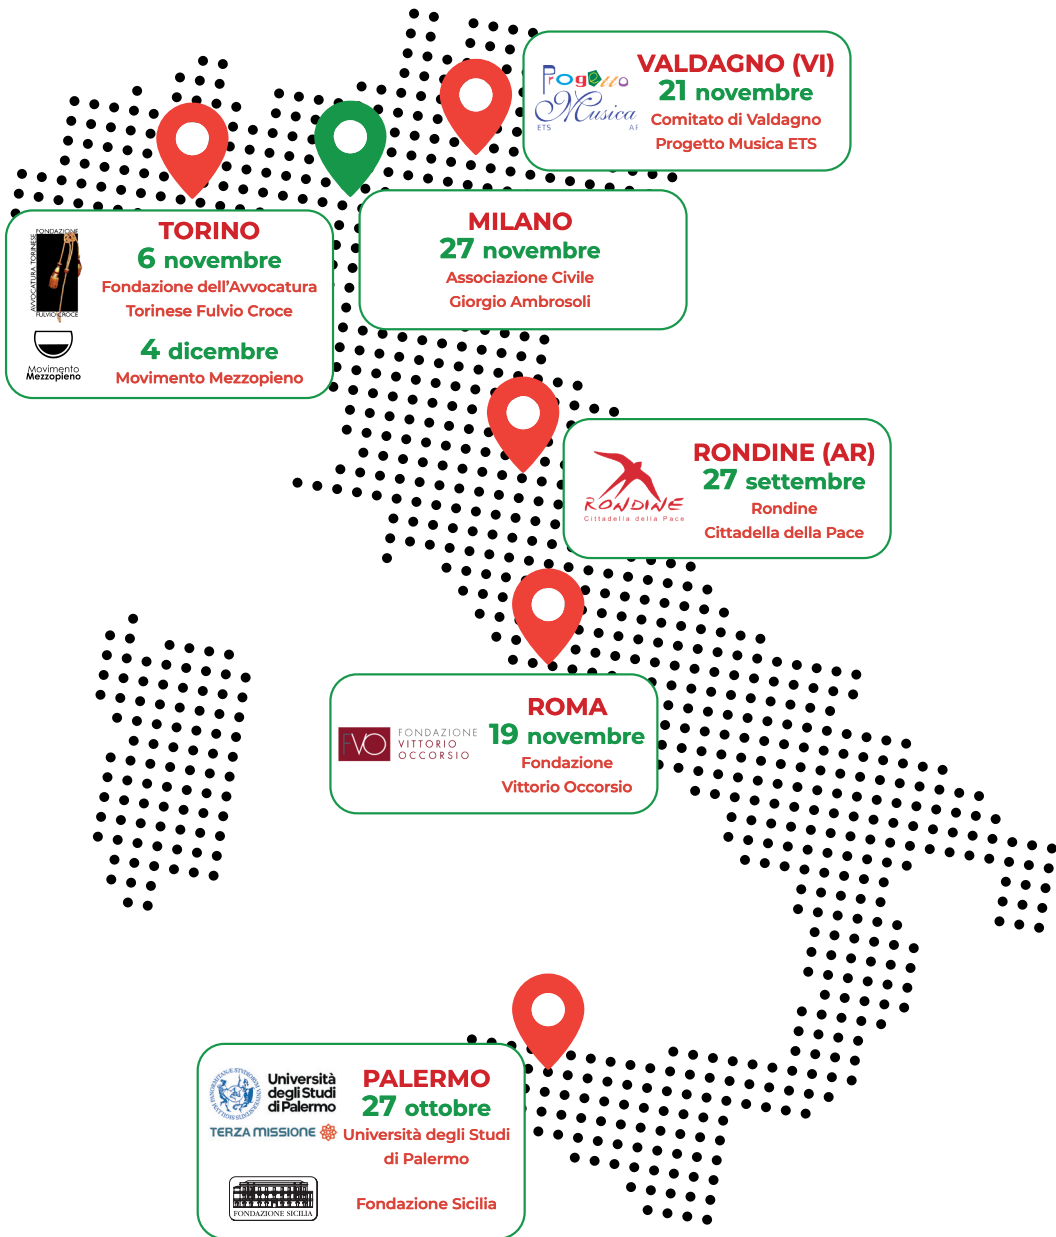 Progetto
Musica
ETS
VALDAGNO (VI)
21 novembre
Comitato di Valdagno
Progetto Musica ETS
FONDAZIONE
AVVOCATURA TORINESE
FULVIO CROCE
Movimento
Mezzopieno
TORINO
6 novembre
Fondazione dell'Avvocatura
Torinese Fulvio Croce
4 dicembre
Movimento Mezzopieno
MILANO
27 novembre
Associazione Civile
Giorgio Ambrosoli
RONDINE
Cittadella della Pace
RONDINE (AR)
27 settembre
Rondine
Cittadella della Pace
FVO
FONDAZIONE
VITTORIO
OCCORSIO
ROMA
19 novembre
Fondazione
Vittorio Occorsio
Università
degli Studi
di Palermo
TERZA MISSIONE
FONDAZIONE SICILIA
PALERMO
27 ottobre
Università degli Studi
di Palermo
Fondazione Sicilia